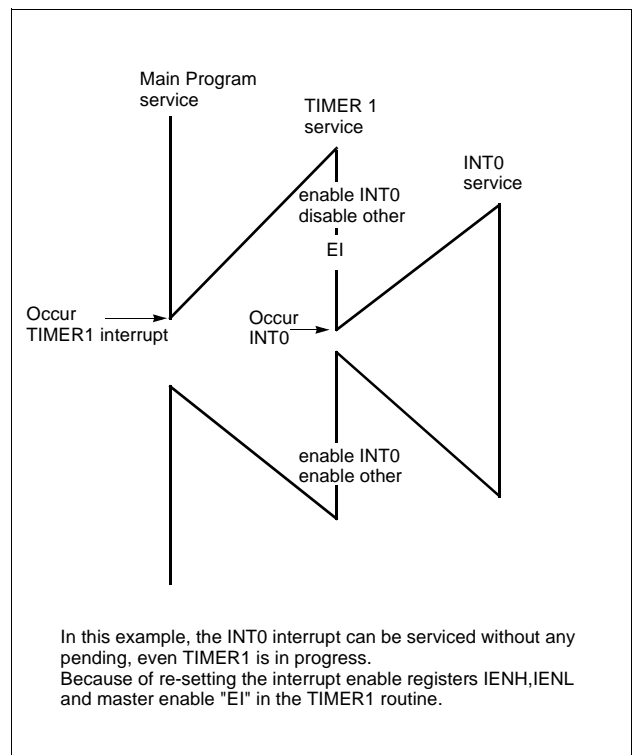 Main Program
service
TIMER 1
service
INT0
service
enable INT0
disable other
EI
Occur
TIMER1 interrupt
Occur
INT0
enable INT0
enable other
In this example, the INT0 interrupt can be serviced without any
pending, even TIMER1 is in progress.
Because of re-setting the interrupt enable registers IENH,IENL
and master enable "EI" in the TIMER1 routine.